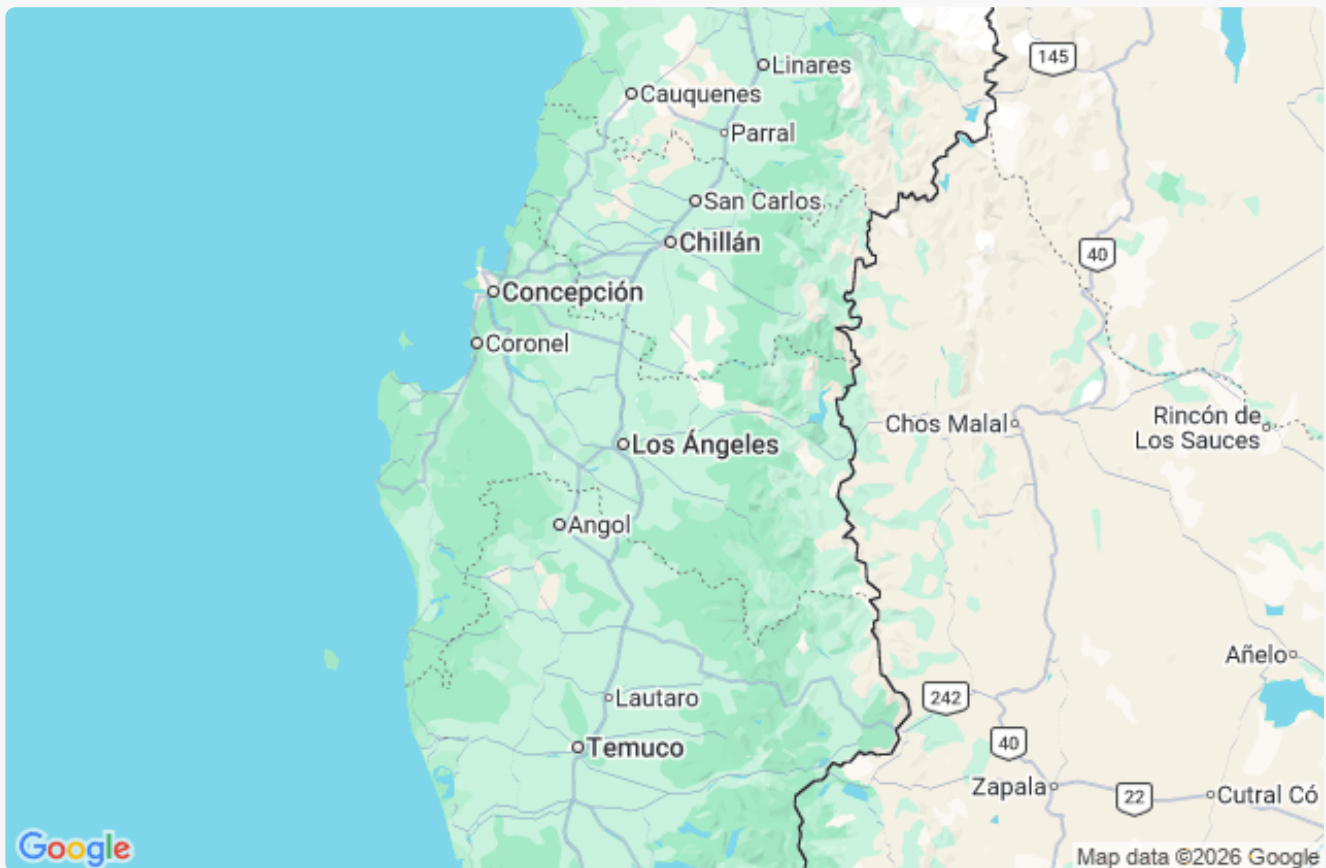 145
Linares
Cauquenes
Parral
San Carlos
Chillán
40
Concepción
Coronel
Chos Malal
Rincón de
Los Sauces
Los Ángeles
Angol
Añelo
Lautaro
242
Temuco
40
Zapala
22
Cutral Có
Google
Map data ©2026 Google